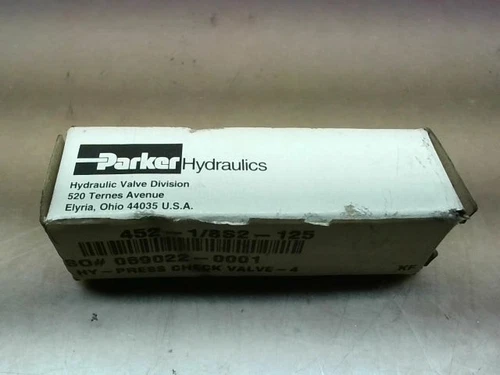 Parker Hydraulics
Hydraulic Valve Division
520 Ternes Avenue
Elyria, Ohio 44035 U.S.A.
452-1/8S2-125
SO# 069022-0001
HY-PRESS CHECK VALVE-4